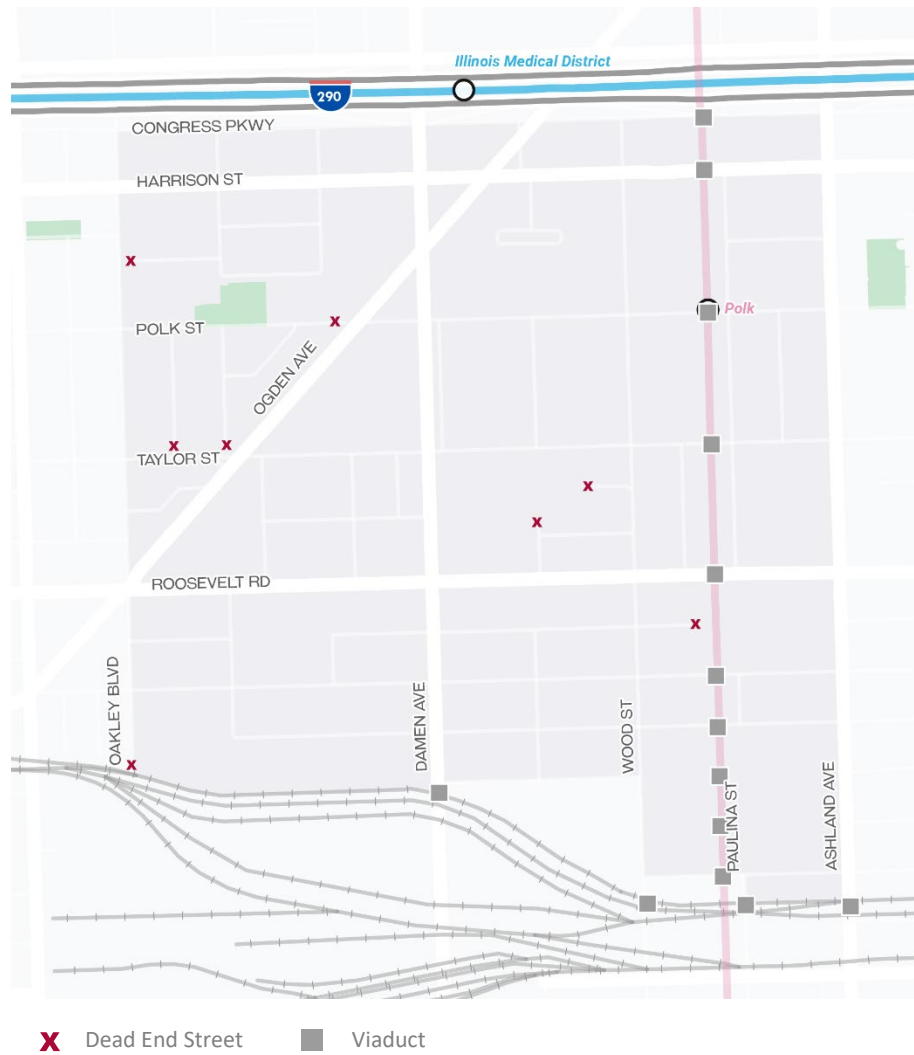 Illinois Medical District
290
CONGRESS PKWY
HARRISON ST
Polk
POLK ST
OGDEN AVE
TAYLOR ST
ROOSEVELT RD
OAKLEY BLVD
DAMEN AVE
WOOD ST
PAULINA ST
ASHLAND AVE
X Dead End Street
Viaduct